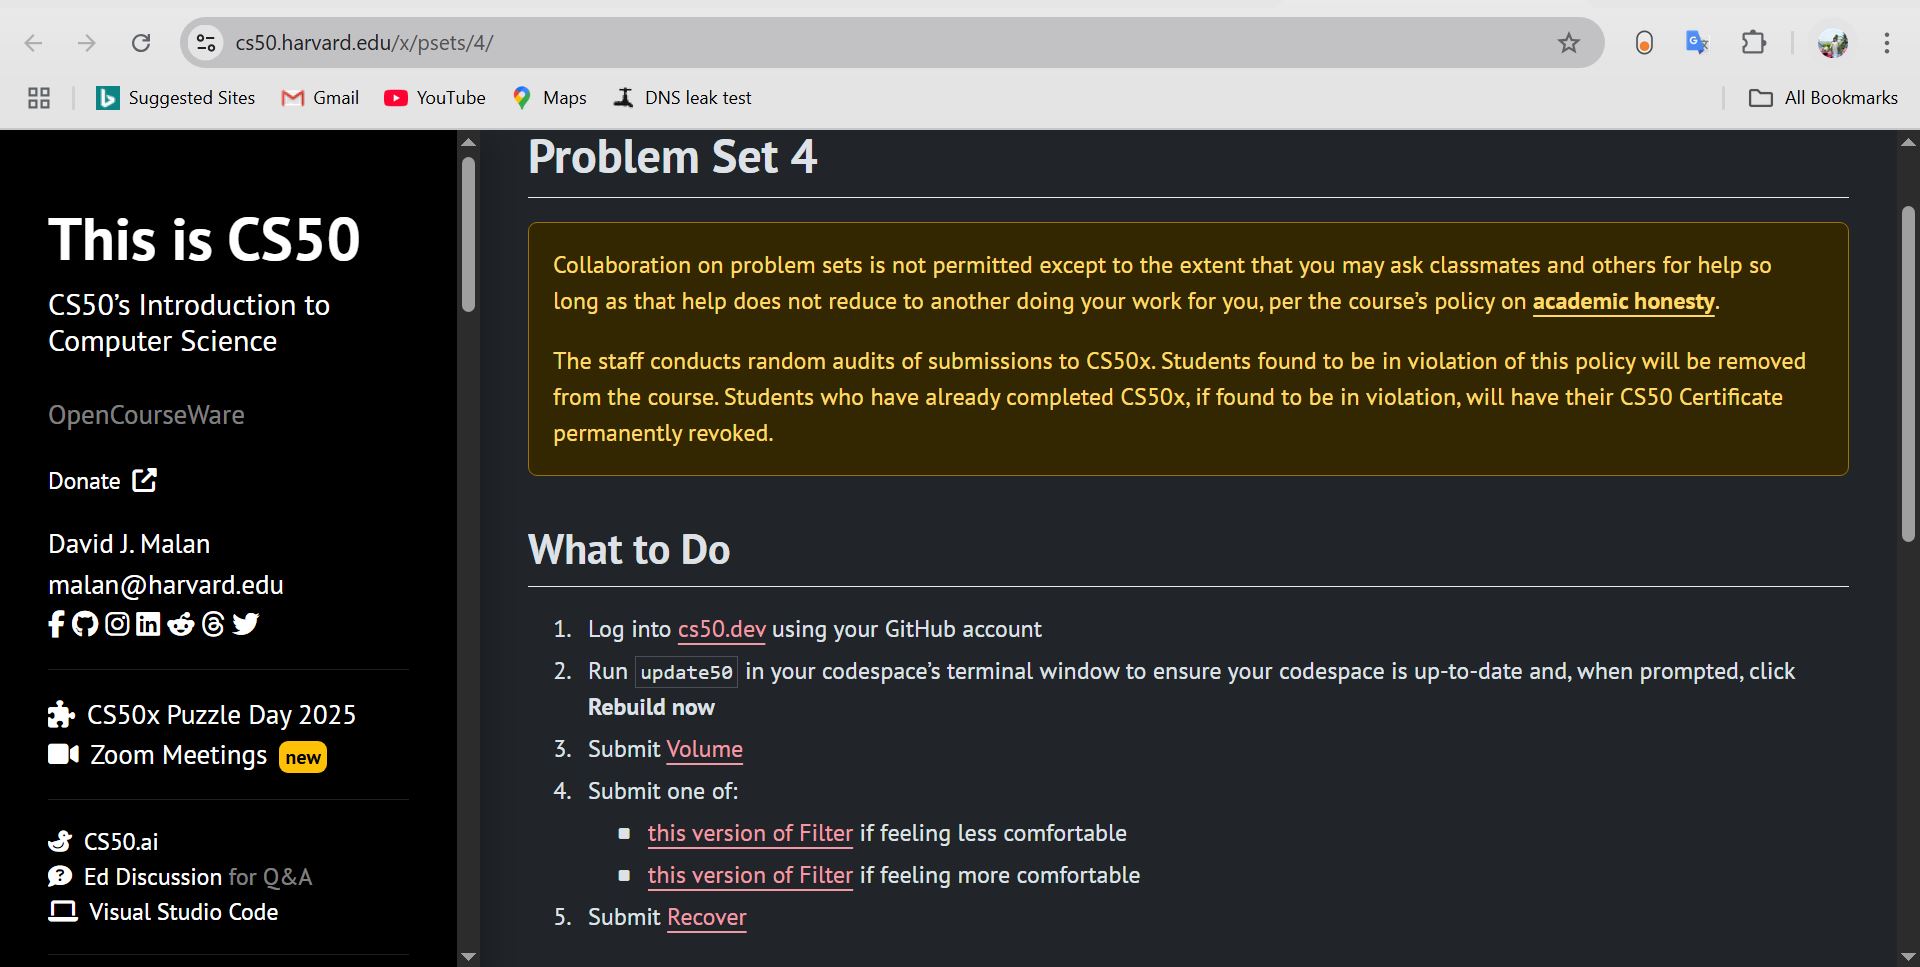 cs50.harvard.edu/x/psets/4/
Suggested Sites
Gmail
YouTube
Maps
DNS leak test
All Bookmarks
This is CS50
CS50’s Introduction to
Computer Science
OpenCourseWare
Donate
David J. Malan
malan@harvard.edu
CS50x Puzzle Day 2025
Zoom Meetings new
CS50.ai
Ed Discussion for Q&A
Visual Studio Code
Problem Set 4
Collaboration on problem sets is not permitted except to the extent that you may ask classmates and others for help so
long as that help does not reduce to another doing your work for you, per the course’s policy on academic honesty.
The staff conducts random audits of submissions to CS50x. Students found to be in violation of this policy will be removed
from the course. Students who have already completed CS50x, if found to be in violation, will have their CS50 Certificate
permanently revoked.
What to Do
1. Log into cs50.dev using your GitHub account
2. Run update50 in your codespace’s terminal window to ensure your codespace is up-to-date and, when prompted, click
Rebuild now
3. Submit Volume
4. Submit one of:
▪ this version of Filter if feeling less comfortable
▪ this version of Filter if feeling more comfortable
5. Submit Recover